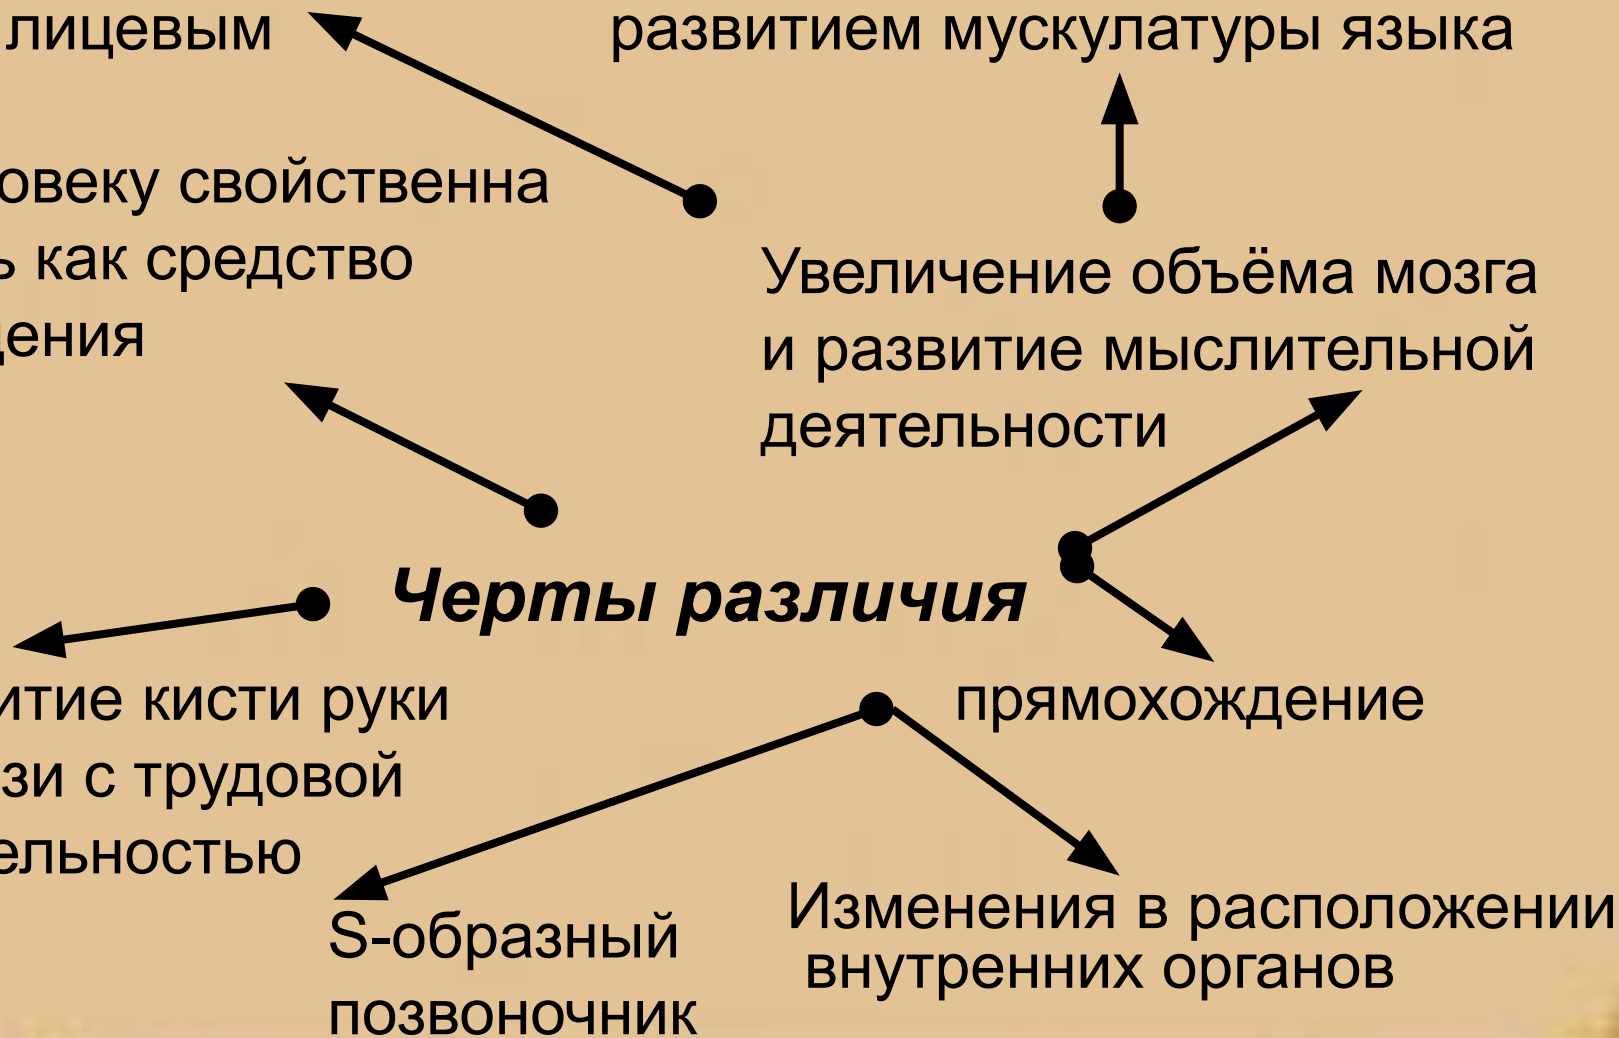 лицевым
развитием мускулатуры языка
овеку свойственна
ь как средство
дения
Увеличение объёма мозга
и развитие мыслительной
деятельности
Черты различия
итие кисти руки
зи с трудовой
ельностью
прямохождение
S-образный
позвоночник
Изменения в расположении
внутренних органов